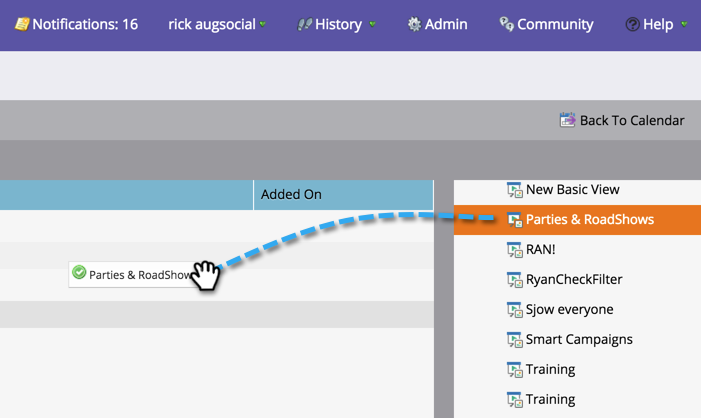 Notifications: 16 rick augsocial History Admin Community Help
Back To Calendar
Added On
New Basic View
Parties & RoadShows
RAN!
Parties & RoadShow
RyanCheckFilter
Sjow everyone
Smart Campaigns
Training
Training